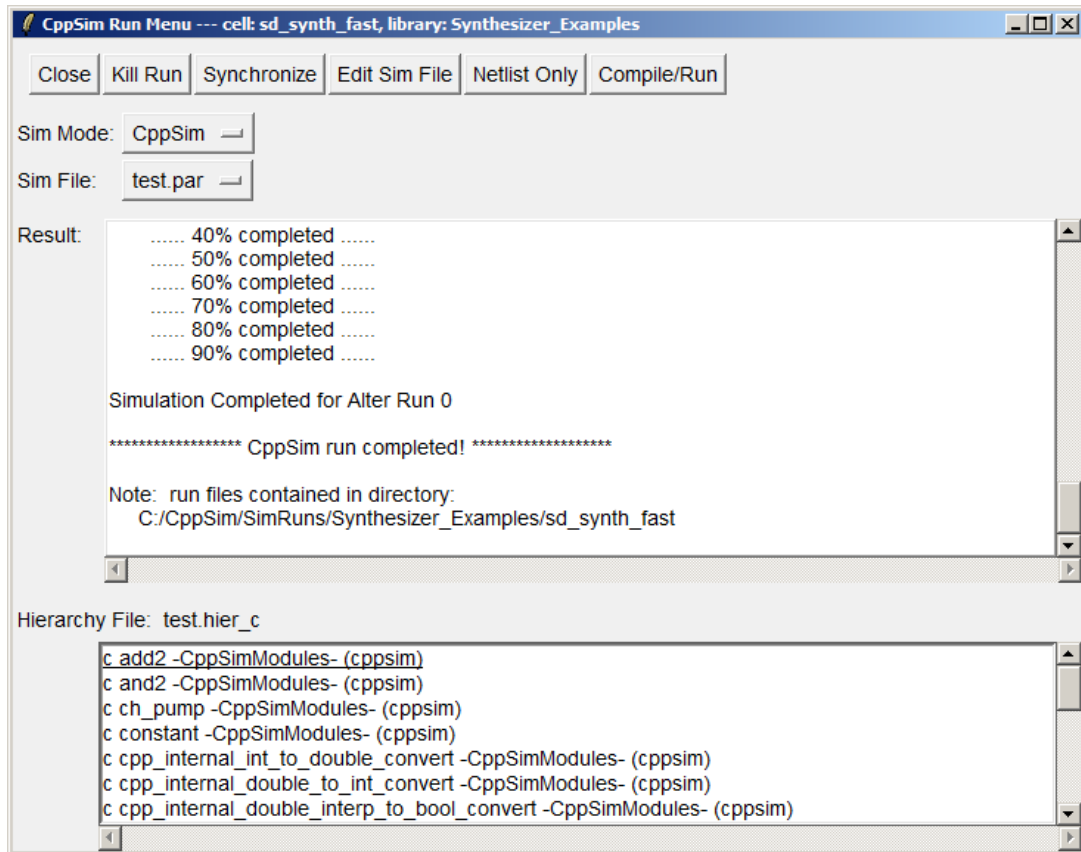 CppSim Run Menu --- cell: sd_synth_fast, library: Synthesizer_Examples
Close Kill Run Synchronize Edit Sim File Netlist Only Compile/Run
Sim Mode: CppSim
Sim File: test.par
Result: ...... 40% completed ......
...... 50% completed ......
...... 60% completed ......
...... 70% completed ......
...... 80% completed ......
...... 90% completed ......
Simulation Completed for Alter Run 0
****************** CppSim run completed! *******************
Note:  run files contained in directory:
C:/CppSim/SimRuns/Synthesizer_Examples/sd_synth_fast
Hierarchy File:  test.hier_c
c add2 -CppSimModules- (cppsim)
c and2 -CppSimModules- (cppsim)
c ch_pump -CppSimModules- (cppsim)
c constant -CppSimModules- (cppsim)
c cpp_internal_int_to_double_convert -CppSimModules- (cppsim)
c cpp_internal_double_to_int_convert -CppSimModules- (cppsim)
c cpp_internal_double_interp_to_bool_convert -CppSimModules- (cppsim)